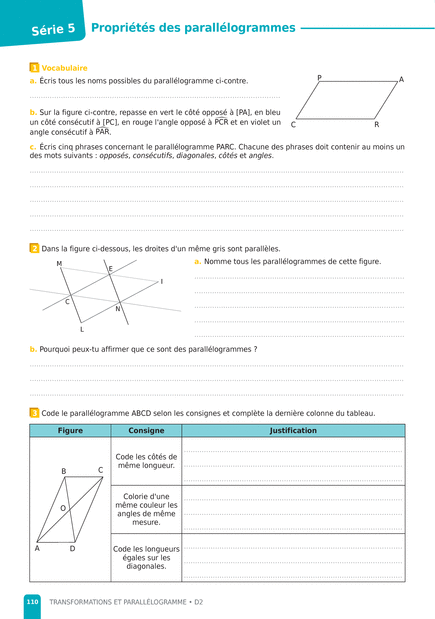 Série 5
Propriétés des parallélogrammes
1 Vocabulaire
a. Écris tous les noms possibles du parallélogramme ci-contre.
P
A
C
R
b. Sur la figure ci-contre, repasse en vert le côté opposé à [PA], en bleu
un côté consécutif à [PC], en rouge l'angle opposé à PCR et en violet un
angle consécutif à PAR.
c. Écris cinq phrases concernant le parallélogramme PARC. Chacune des phrases doit contenir au moins un
des mots suivants : opposés, consécutifs, diagonales, côtés et angles.
2 Dans la figure ci-dessous, les droites d'un même gris sont parallèles.
M
E
I
C
N
L
a. Nomme tous les parallélogrammes de cette figure.
b. Pourquoi peux-tu affirmer que ce sont des parallélogrammes ?
3 Code le parallélogramme ABCD selon les consignes et complète la dernière colonne du tableau.
Figure
Consigne
Justification
B
C
O
A
D
Code les côtés de
même longueur.
Colorie d'une
même couleur les
angles de même
mesure.
Code les longueurs
égales sur les
diagonales.
110 TRANSFORMATIONS ET PARALLÉLOGRAMME • D2